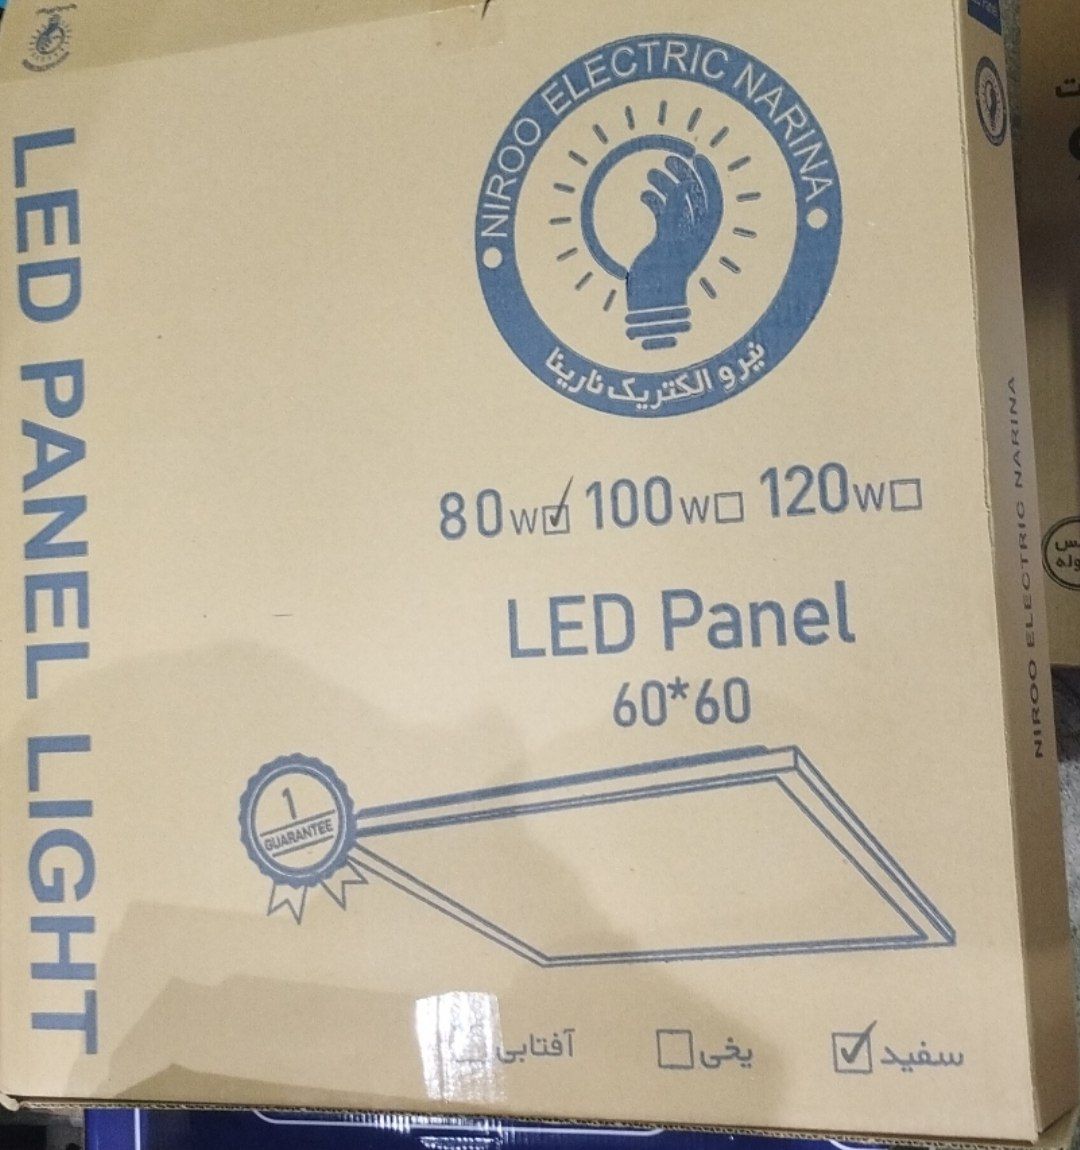 LED PANEL LIGHT
NIROO ELECTRIC NARINA
نیرو الکتریک نارینا
80W 100W 120W
LED Panel
60*60
1
GUARANTEE
سفید یخی آفتابی
NIROO ELECTRIC NARINA